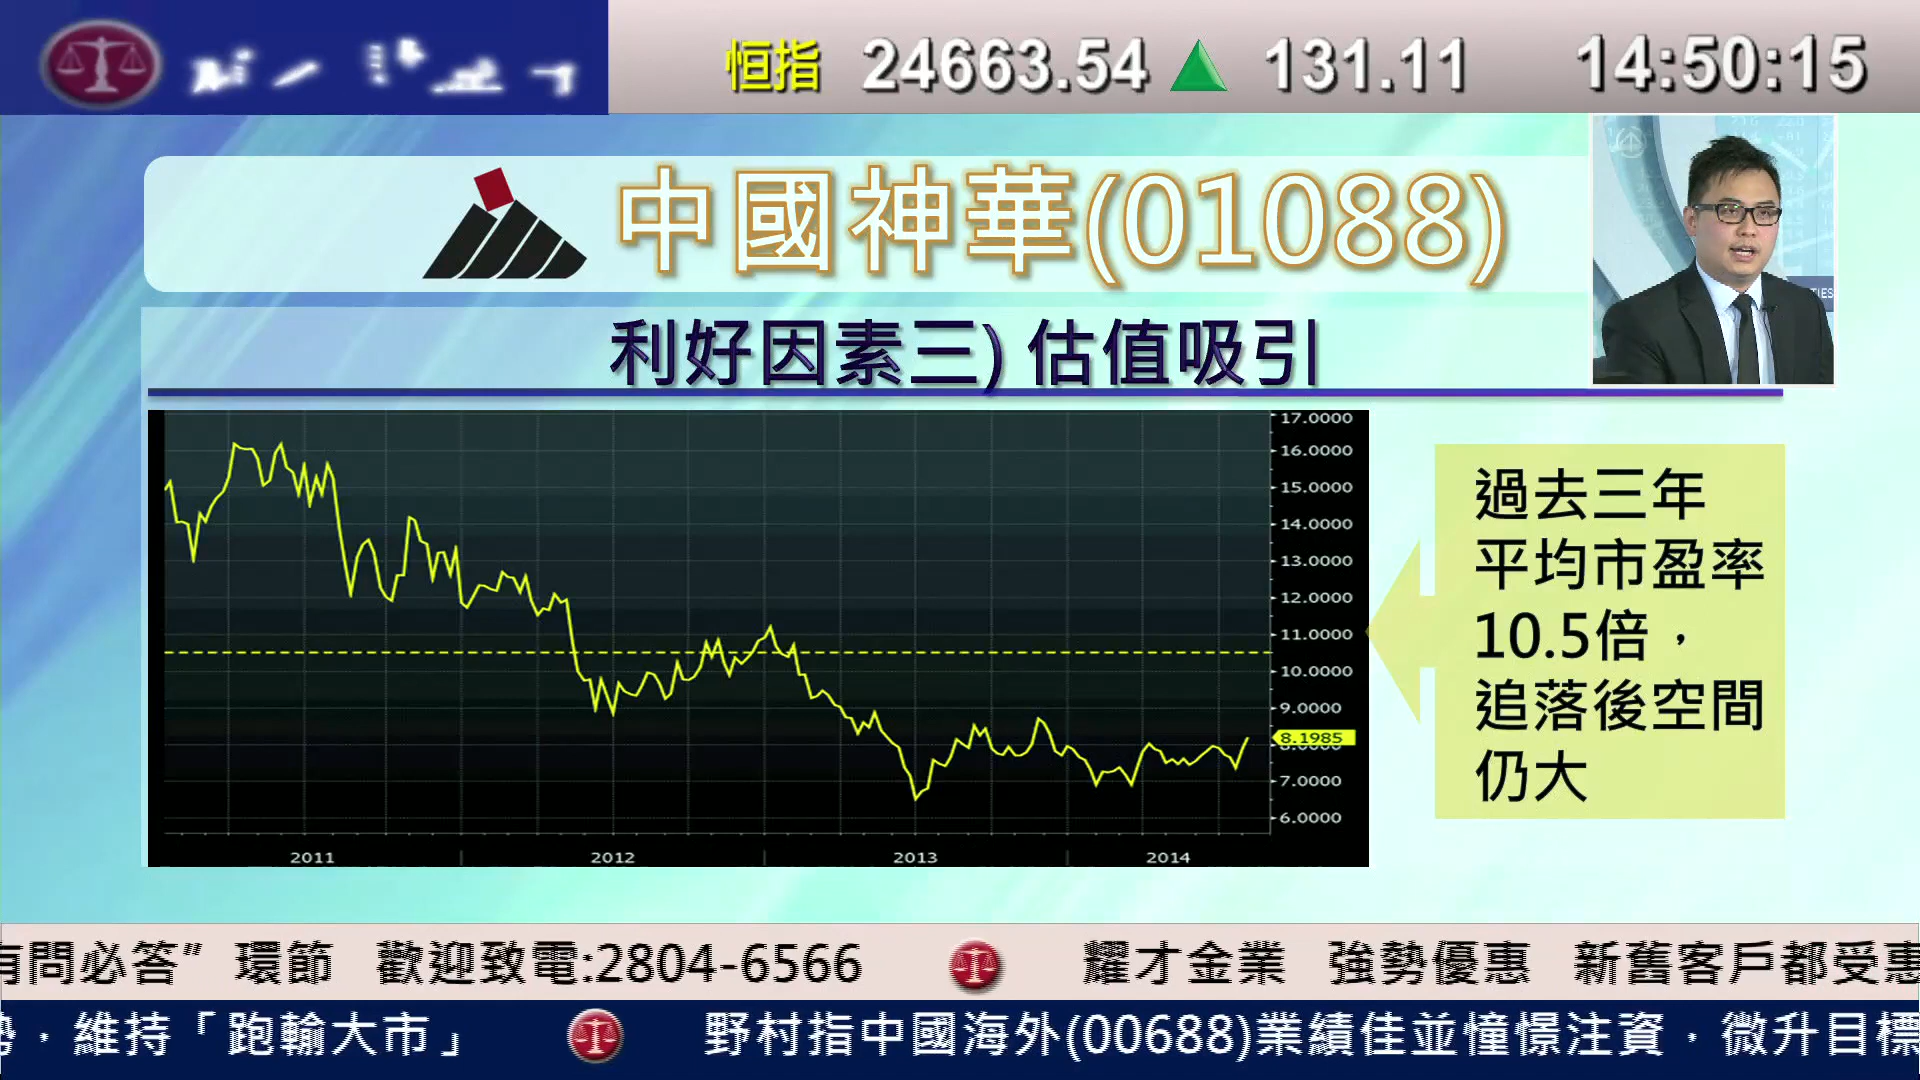 恒指 24663.54 131.11 14:50:15
中國神華(01088)
利好因素三) 估值吸引
17.0000
16.0000
15.0000
14.0000
13.0000
12.0000
11.0000
10.0000
9.0000
8.1985
8.0000
7.0000
6.0000
2011 2012 2013 2014
過去三年
平均市盈率
10.5倍，
追落後空間
仍大
有問必答” 環節 歡迎致電:2804-6566 耀才金業 強勢優惠 新舊客戶都受惠
勢，維持「跑輸大市」 野村指中國海外(00688)業績佳並憧憬注資，微升目標